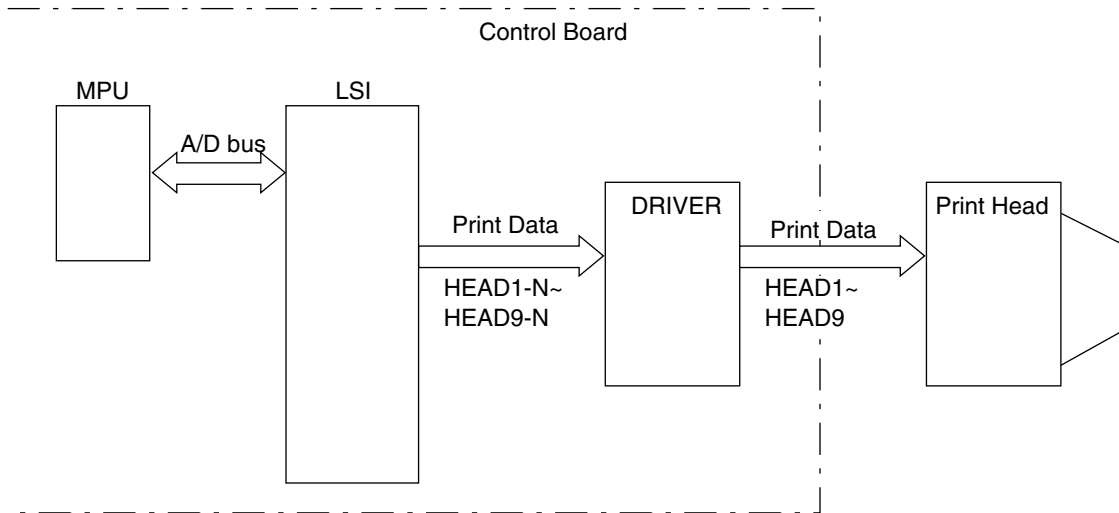 Control Board
MPU
LSI
A/D bus
DRIVER
Print Head
Print Data
Print Data
HEAD1-N~
HEAD9-N
HEAD1~
HEAD9